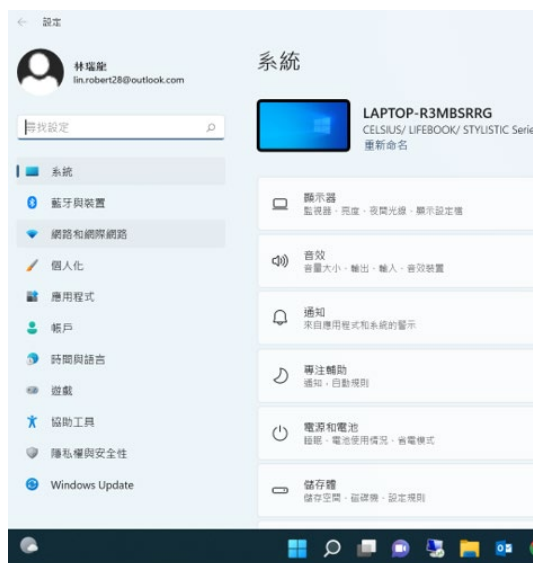 設定
林瑞龍
lin.robert28@outlook.com
尋找設定
系統
藍牙與裝置
網路和網際網路
個人化
應用程式
帳戶
時間與語言
遊戲
協助工具
隱私權與安全性
Windows Update
系統
LAPTOP-R3MBSRRG
CELSIUS/ LIFEBOOK/ STYLISTIC Serie
重新命名
顯示器
監視器、亮度、夜間光線、顯示設定檔
音效
音量大小、輸出、輸入、音效裝置
通知
來自應用程式和系統的警示
專注輔助
通知、自動規則
電源和電池
睡眠、電池使用情況、省電模式
儲存體
儲存空間、磁碟機、設定規則